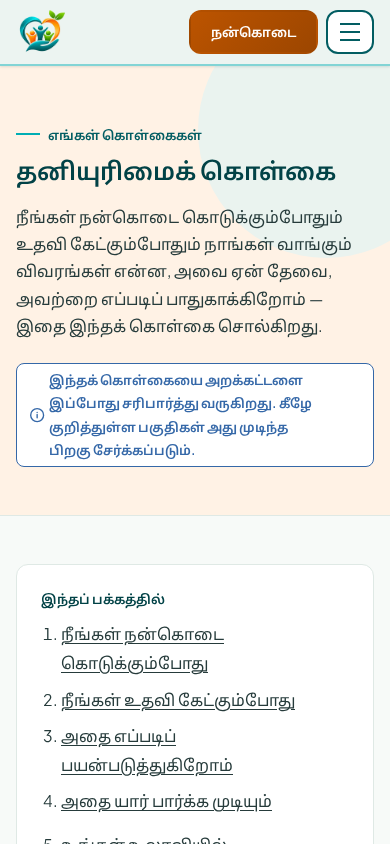 நன்கொடை
எங்கள் கொள்கைகள்
தனியுரிமைக் கொள்கை
நீங்கள் நன்கொடை கொடுக்கும்போதும்
உதவி கேட்கும்போதும் நாங்கள் வாங்கும்
விவரங்கள் என்ன, அவை ஏன் தேவை,
அவற்றை எப்படிப் பாதுகாக்கிறோம் —
இதை இந்தக் கொள்கை சொல்கிறது.
இந்தக் கொள்கையை அறக்கட்டளை
இப்போது சரிபார்த்து வருகிறது. கீழே
குறித்துள்ள பகுதிகள் அது முடிந்த
பிறகு சேர்க்கப்படும்.
இந்தப் பக்கத்தில்
1. நீங்கள் நன்கொடை
கொடுக்கும்போது
2. நீங்கள் உதவி கேட்கும்போது
3. அதை எப்படிப்
பயன்படுத்துகிறோம்
4. அதை யார் பார்க்க முடியும்